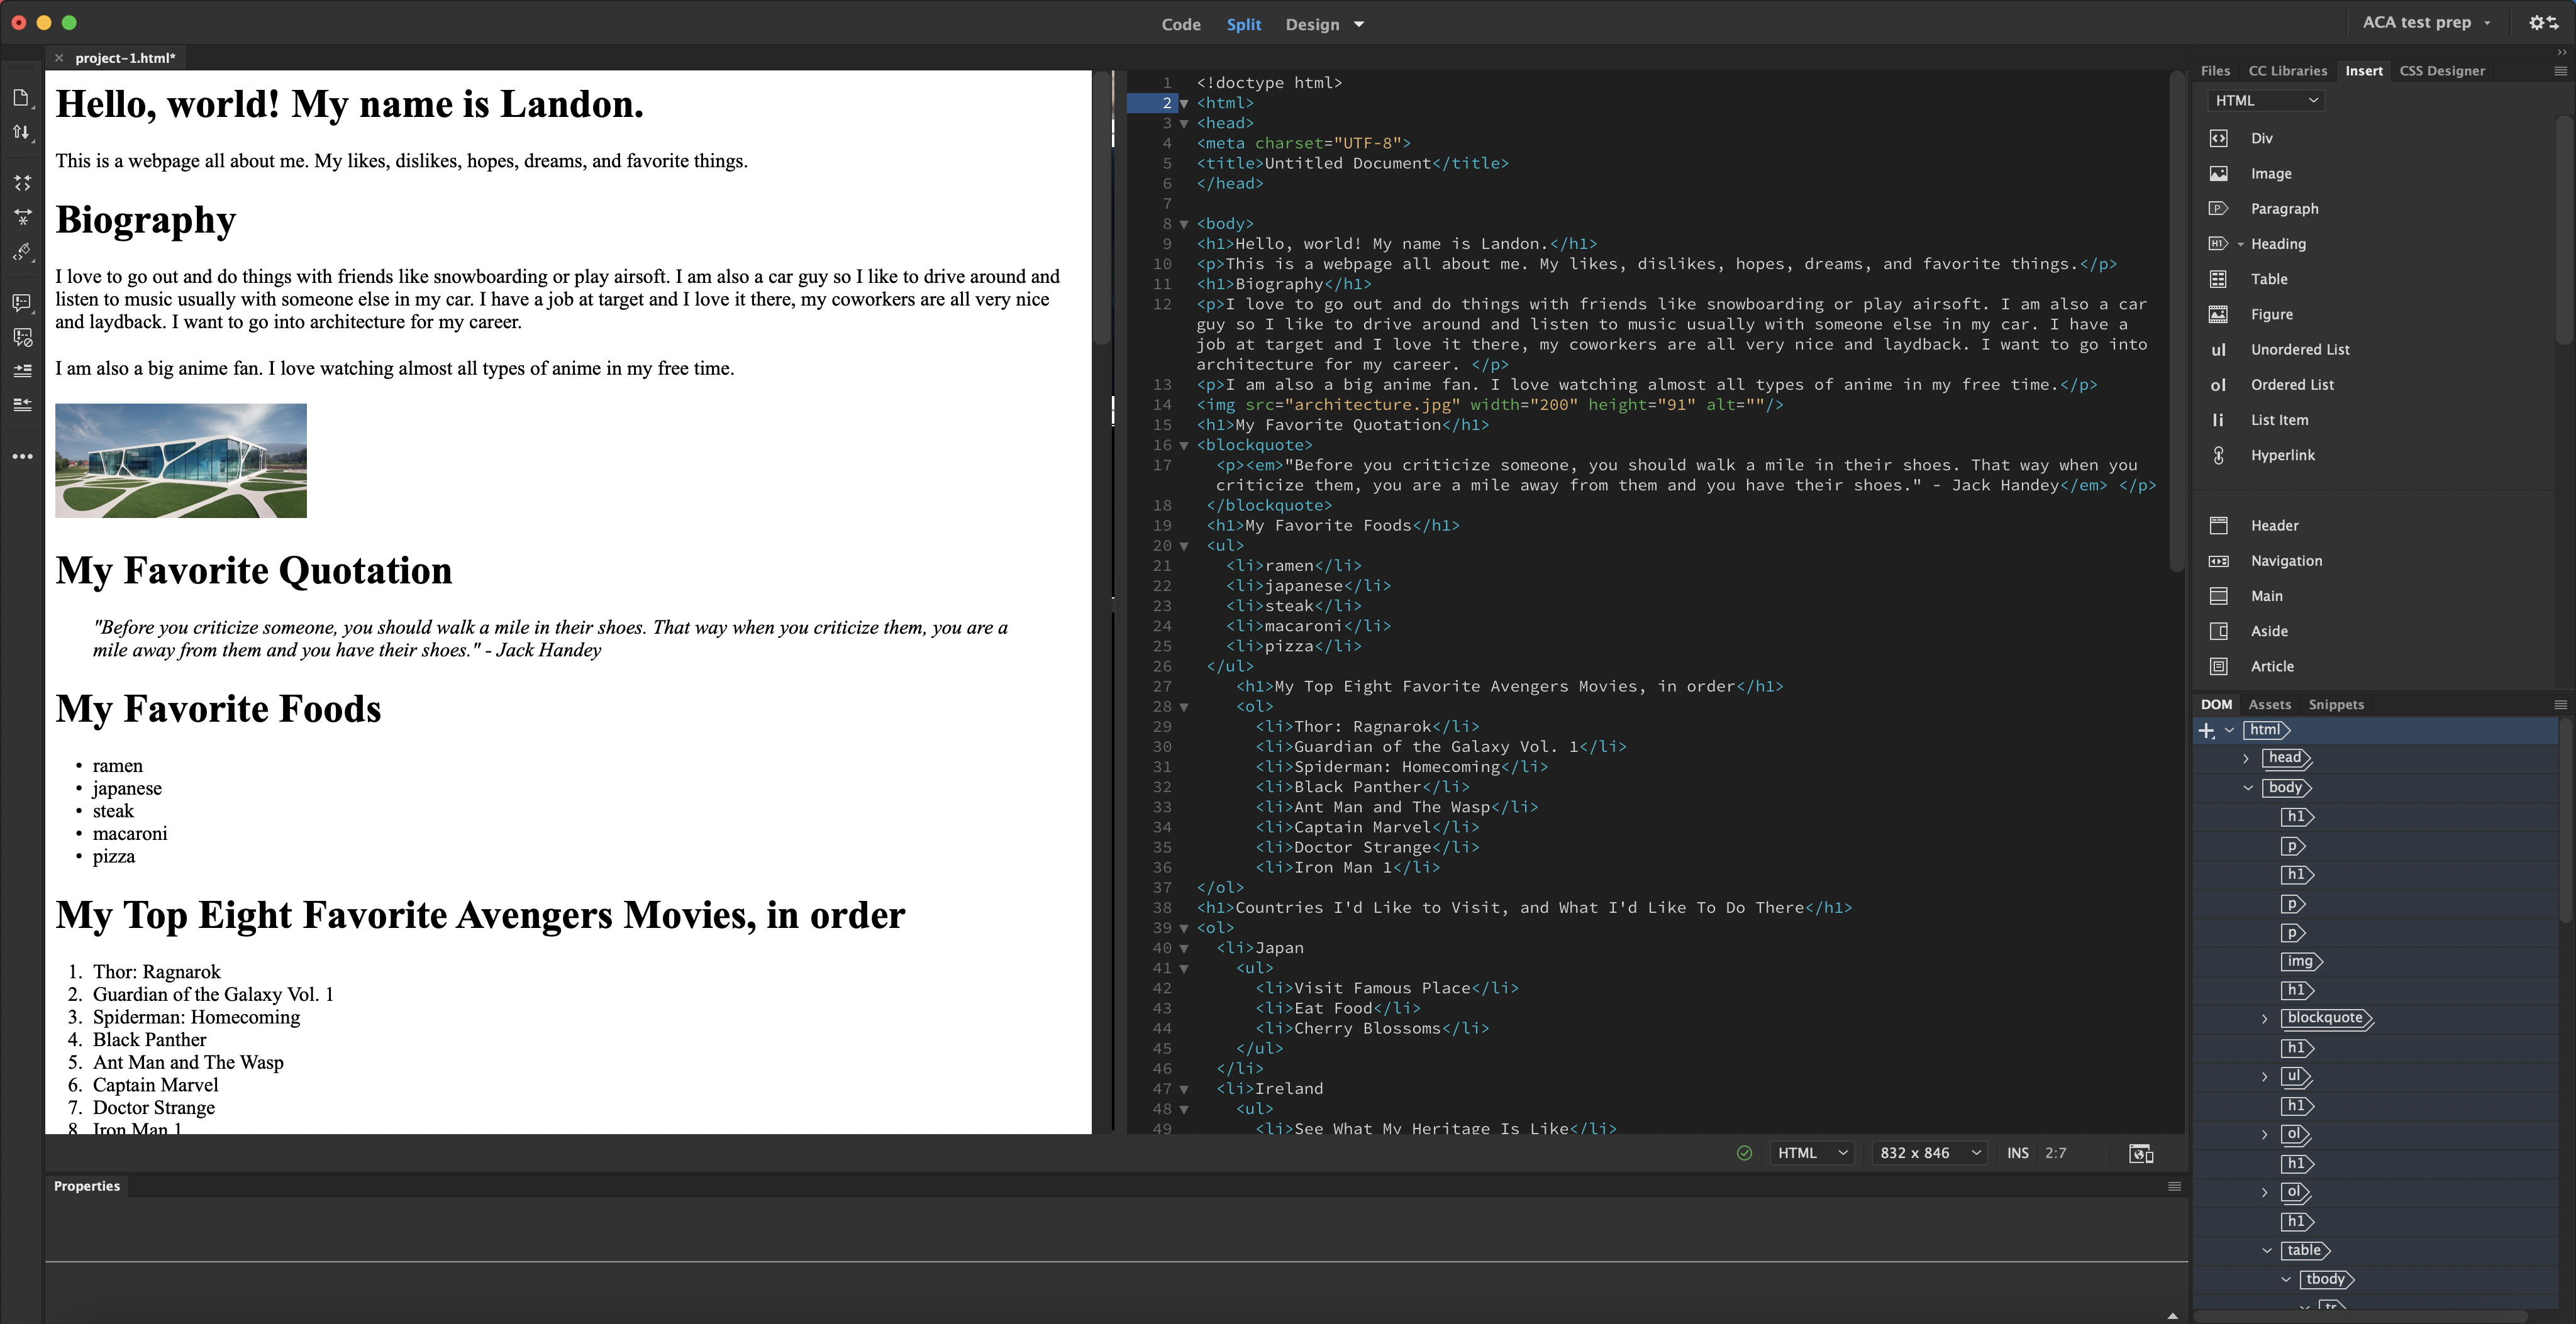 Code Split Design
ACA test prep
project-1.html*
Hello, world! My name is Landon.
This is a webpage all about me. My likes, dislikes, hopes, dreams, and favorite things.
Biography
I love to go out and do things with friends like snowboarding or play airsoft. I am also a car guy so I like to drive around and
listen to music usually with someone else in my car. I have a job at target and I love it there, my coworkers are all very nice
and laydback. I want to go into architecture for my career.
I am also a big anime fan. I love watching almost all types of anime in my free time.
My Favorite Quotation
"Before you criticize someone, you should walk a mile in their shoes. That way when you criticize them, you are a
mile away from them and you have their shoes." - Jack Handey
My Favorite Foods
• ramen
• japanese
• steak
• macaroni
• pizza
My Top Eight Favorite Avengers Movies, in order
1. Thor: Ragnarok
2. Guardian of the Galaxy Vol. 1
3. Spiderman: Homecoming
4. Black Panther
5. Ant Man and The Wasp
6. Captain Marvel
7. Doctor Strange
8. Iron Man 1
1 <!doctype html>
2 <html>
3 <head>
4 <meta charset="UTF-8">
5 <title>Untitled Document</title>
6 </head>
7
8 <body>
9 <h1>Hello, world! My name is Landon.</h1>
10 <p>This is a webpage all about me. My likes, dislikes, hopes, dreams, and favorite things.</p>
11 <h1>Biography</h1>
12 <p>I love to go out and do things with friends like snowboarding or play airsoft. I am also a car
guy so I like to drive around and listen to music usually with someone else in my car. I have a
job at target and I love it there, my coworkers are all very nice and laydback. I want to go into
architecture for my career. </p>
13 <p>I am also a big anime fan. I love watching almost all types of anime in my free time.</p>
14 <img src="architecture.jpg" width="200" height="91" alt=""/>
15 <h1>My Favorite Quotation</h1>
16 <blockquote>
17 <p><em>"Before you criticize someone, you should walk a mile in their shoes. That way when you
criticize them, you are a mile away from them and you have their shoes." - Jack Handey</em> </p>
18 </blockquote>
19 <h1>My Favorite Foods</h1>
20 <ul>
21 <li>ramen</li>
22 <li>japanese</li>
23 <li>steak</li>
24 <li>macaroni</li>
25 <li>pizza</li>
26 </ul>
27 <h1>My Top Eight Favorite Avengers Movies, in order</h1>
28 <ol>
29 <li>Thor: Ragnarok</li>
30 <li>Guardian of the Galaxy Vol. 1</li>
31 <li>Spiderman: Homecoming</li>
32 <li>Black Panther</li>
33 <li>Ant Man and The Wasp</li>
34 <li>Captain Marvel</li>
35 <li>Doctor Strange</li>
36 <li>Iron Man 1</li>
37 </ol>
38 <h1>Countries I'd Like to Visit, and What I'd Like To Do There</h1>
39 <ol>
40 <li>Japan
41 <ul>
42 <li>Visit Famous Place</li>
43 <li>Eat Food</li>
44 <li>Cherry Blossoms</li>
45 </ul>
46 </li>
47 <li>Ireland
48 <ul>
49 <li>See What My Heritage Is Like</li>
HTML 832 x 846 INS 2:7
Properties
Files CC Libraries Insert CSS Designer
HTML
Div
Image
Paragraph
H1 Heading
Table
Figure
ul Unordered List
ol Ordered List
li List Item
Hyperlink
Header
Navigation
Main
Aside
Article
DOM Assets Snippets
html
head
body
h1
p
h1
p
p
img
h1
blockquote
h1
ul
h1
ol
h1
ol
h1
table
tbody
tr